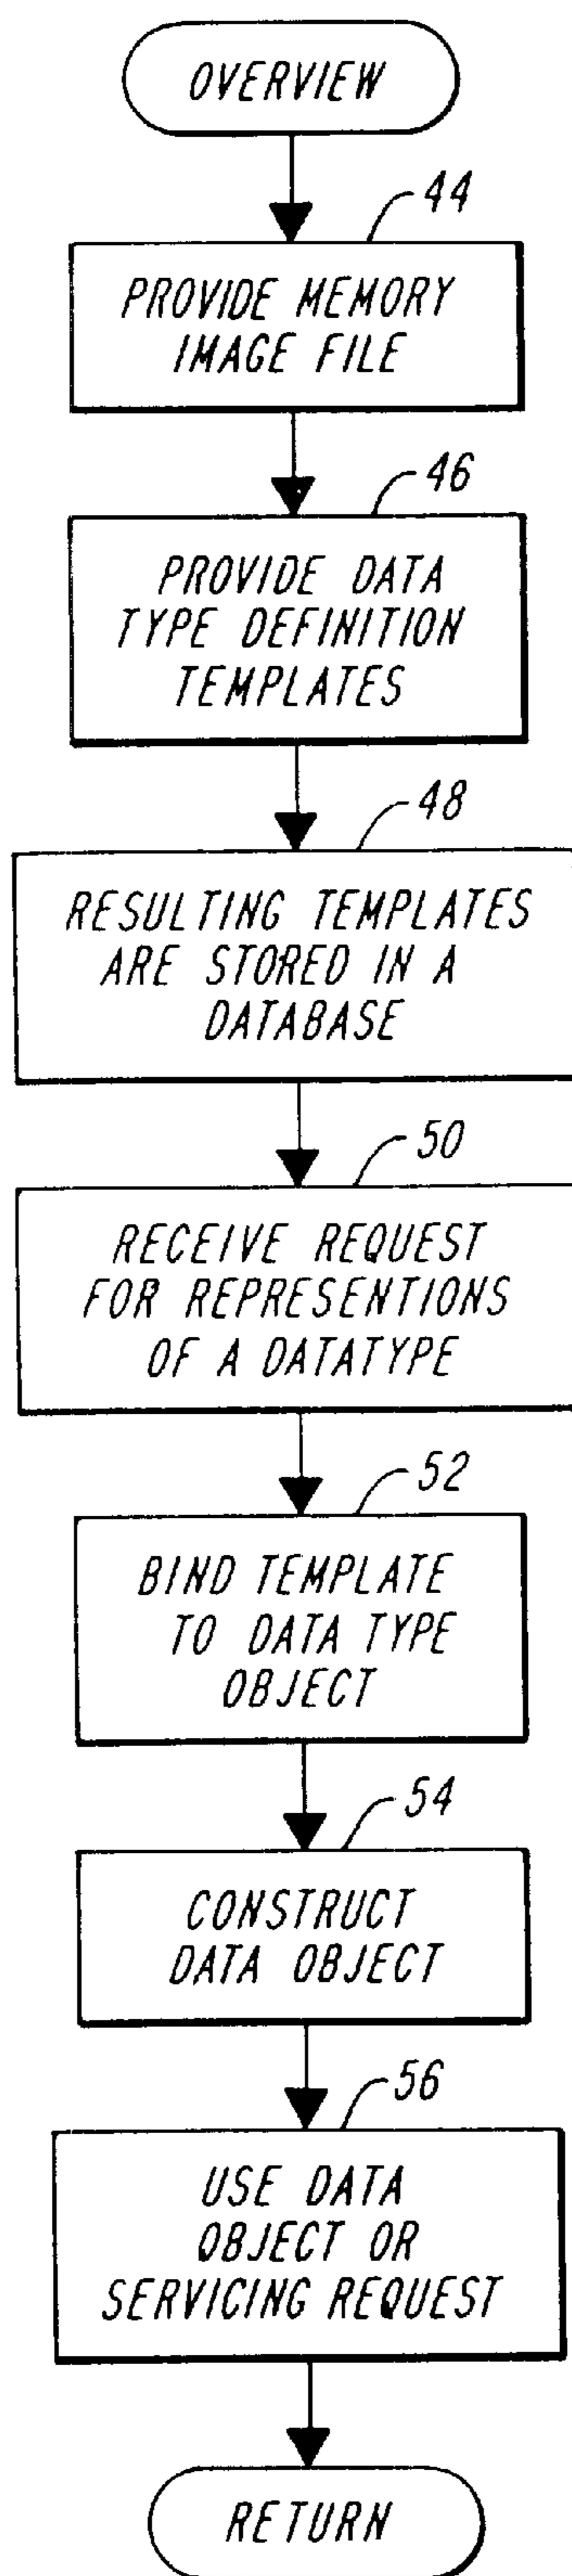 OVERVIEW
44
PROVIDE MEMORY
IMAGE FILE
46
PROVIDE DATA
TYPE DEFINITION
TEMPLATES
48
RESULTING TEMPLATES
ARE STORED IN A
DATABASE
50
RECEIVE REQUEST
FOR REPRESENTIONS
OF A DATATYPE
52
BIND TEMPLATE
TO DATA TYPE
OBJECT
54
CONSTRUCT
DATA OBJECT
56
USE DATA
OBJECT OR
SERVICING REQUEST
RETURN